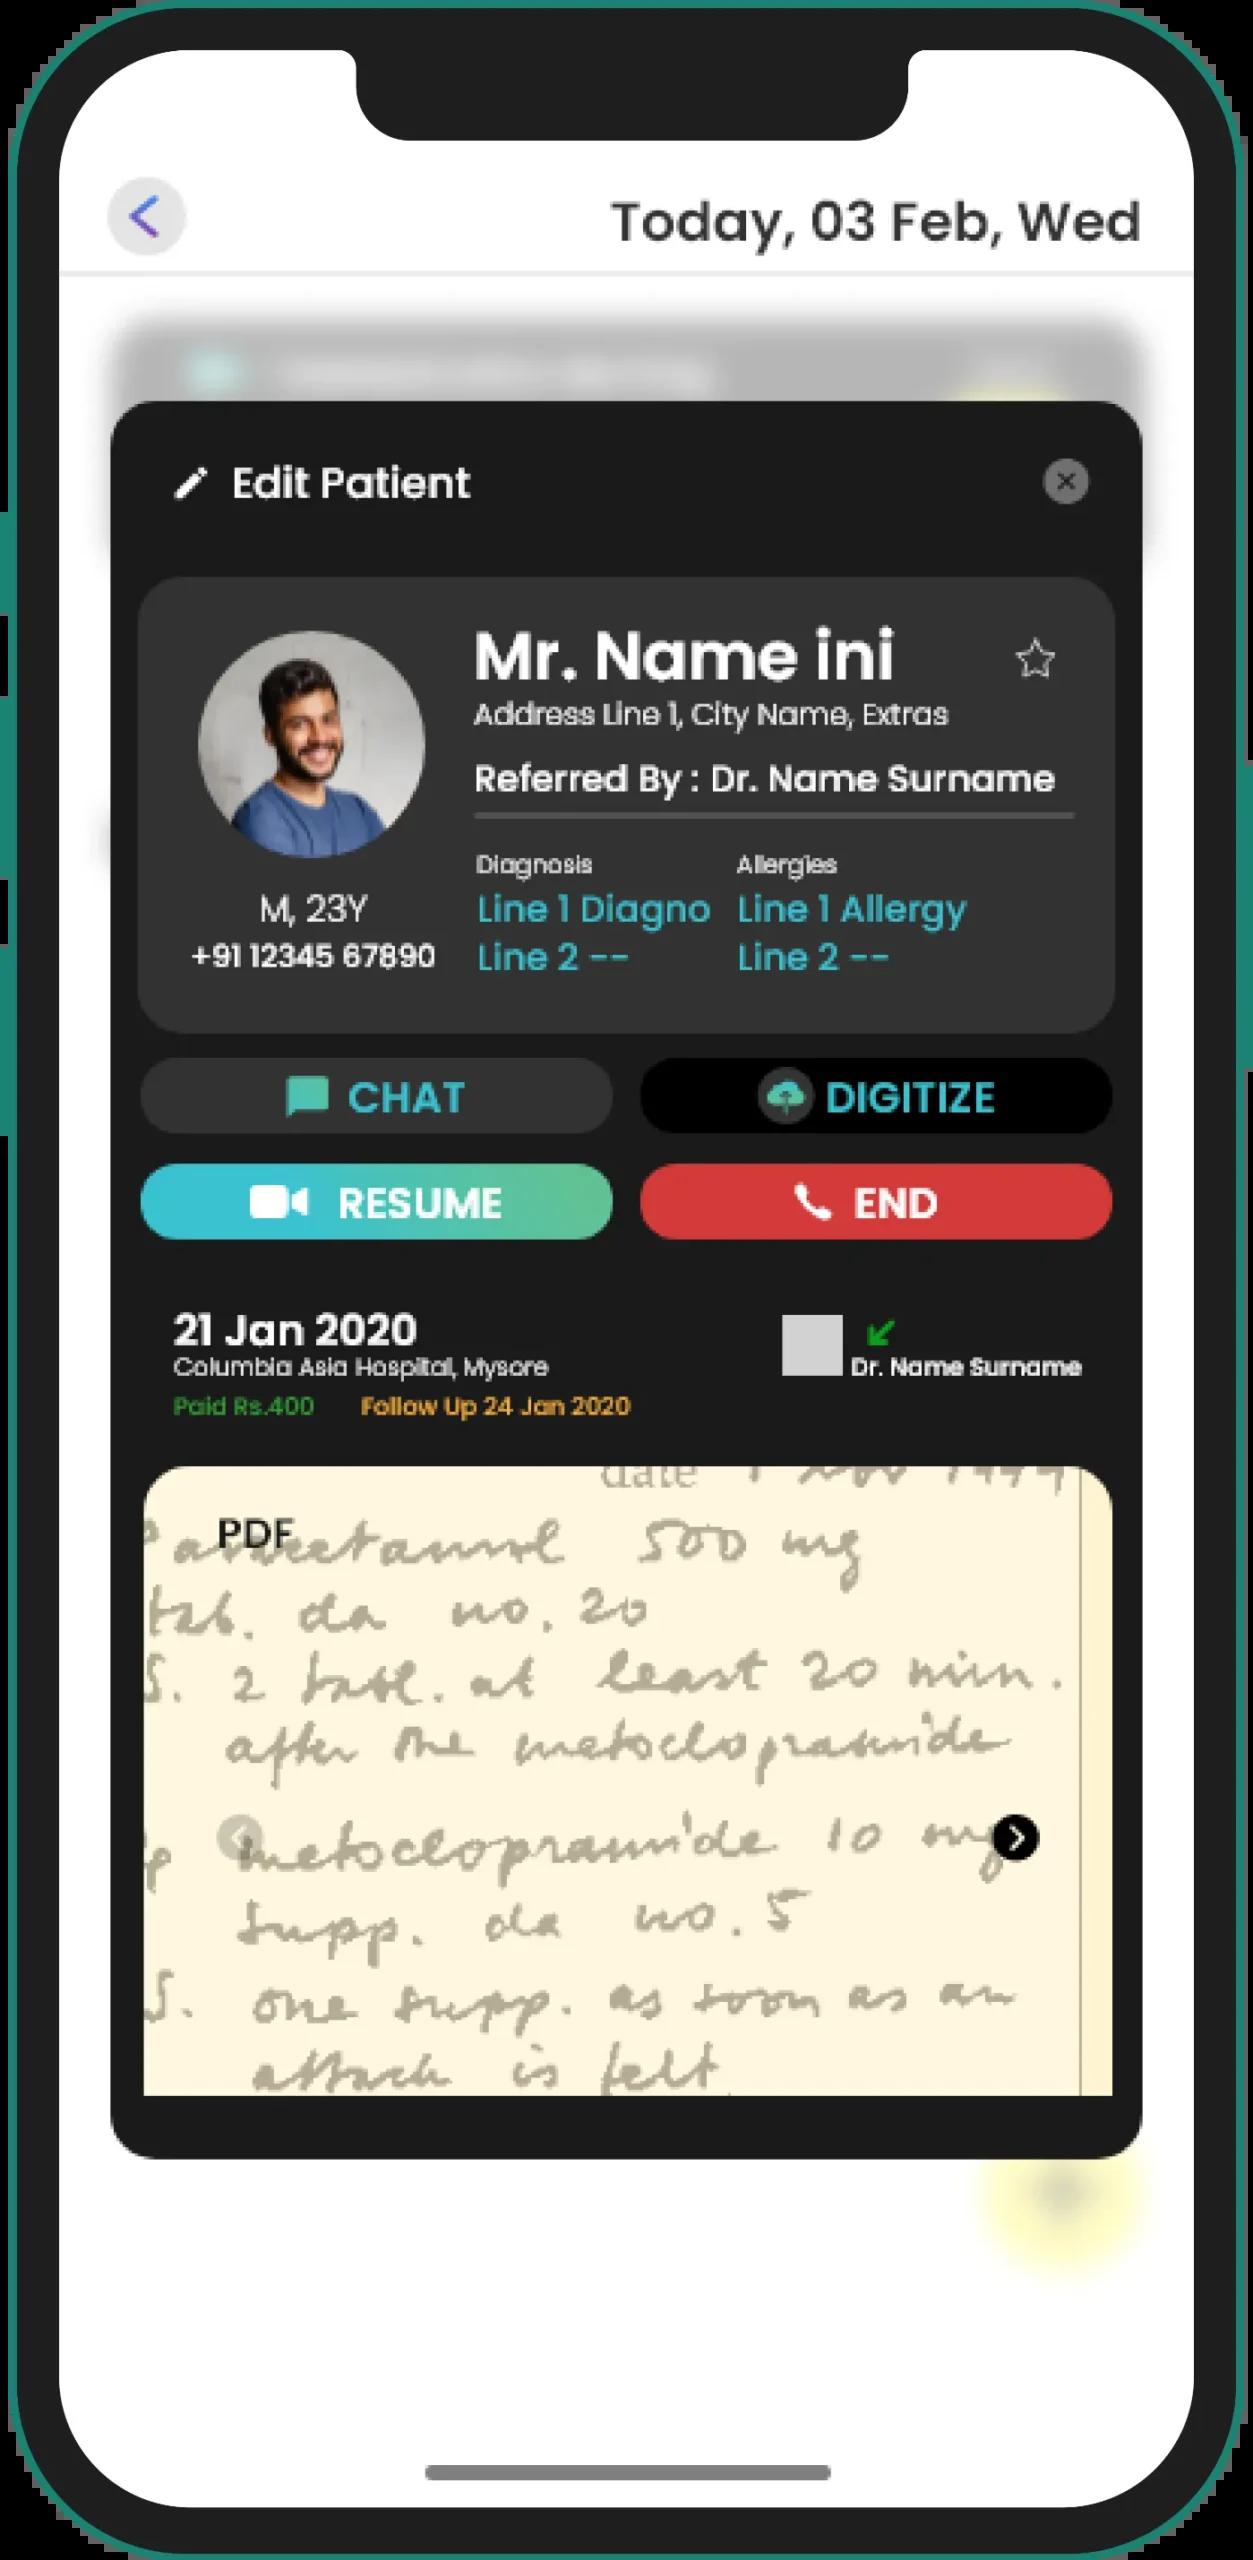 Today, 03 Feb, Wed
Edit Patient
Mr. Name ini
Address Line 1, City Name, Extras
Referred By : Dr. Name Surname
M, 23Y
+91 12345 67890
Diagnosis
Line 1 Diagno
Line 2 --
Allergies
Line 1 Allergy
Line 2 --
CHAT
DIGITIZE
RESUME
END
21 Jan 2020
Columbia Asia Hospital, Mysore
Paid Rs.400 Follow Up 24 Jan 2020
Dr. Name Surname
date 1
PDF
Paracetamol 500 mg
tab. da no. 20
S. 2 tabl. at least 20 min.
after the metoclopramide
metoclopramide 10 mg
supp. da no. 5
S. one supp. as soon as an
attack is felt